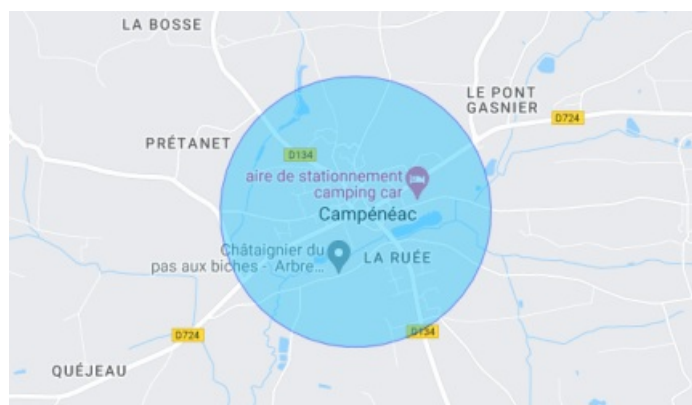 LA BOSSE
LE PONT
GASNIER
D724
PRÉTANET
D134
aire de stationnement
camping car
Campénéac
Châtaignier du
pas aux biches - Arbre...
LA RUÉE
D724
D134
QUÉJEAU